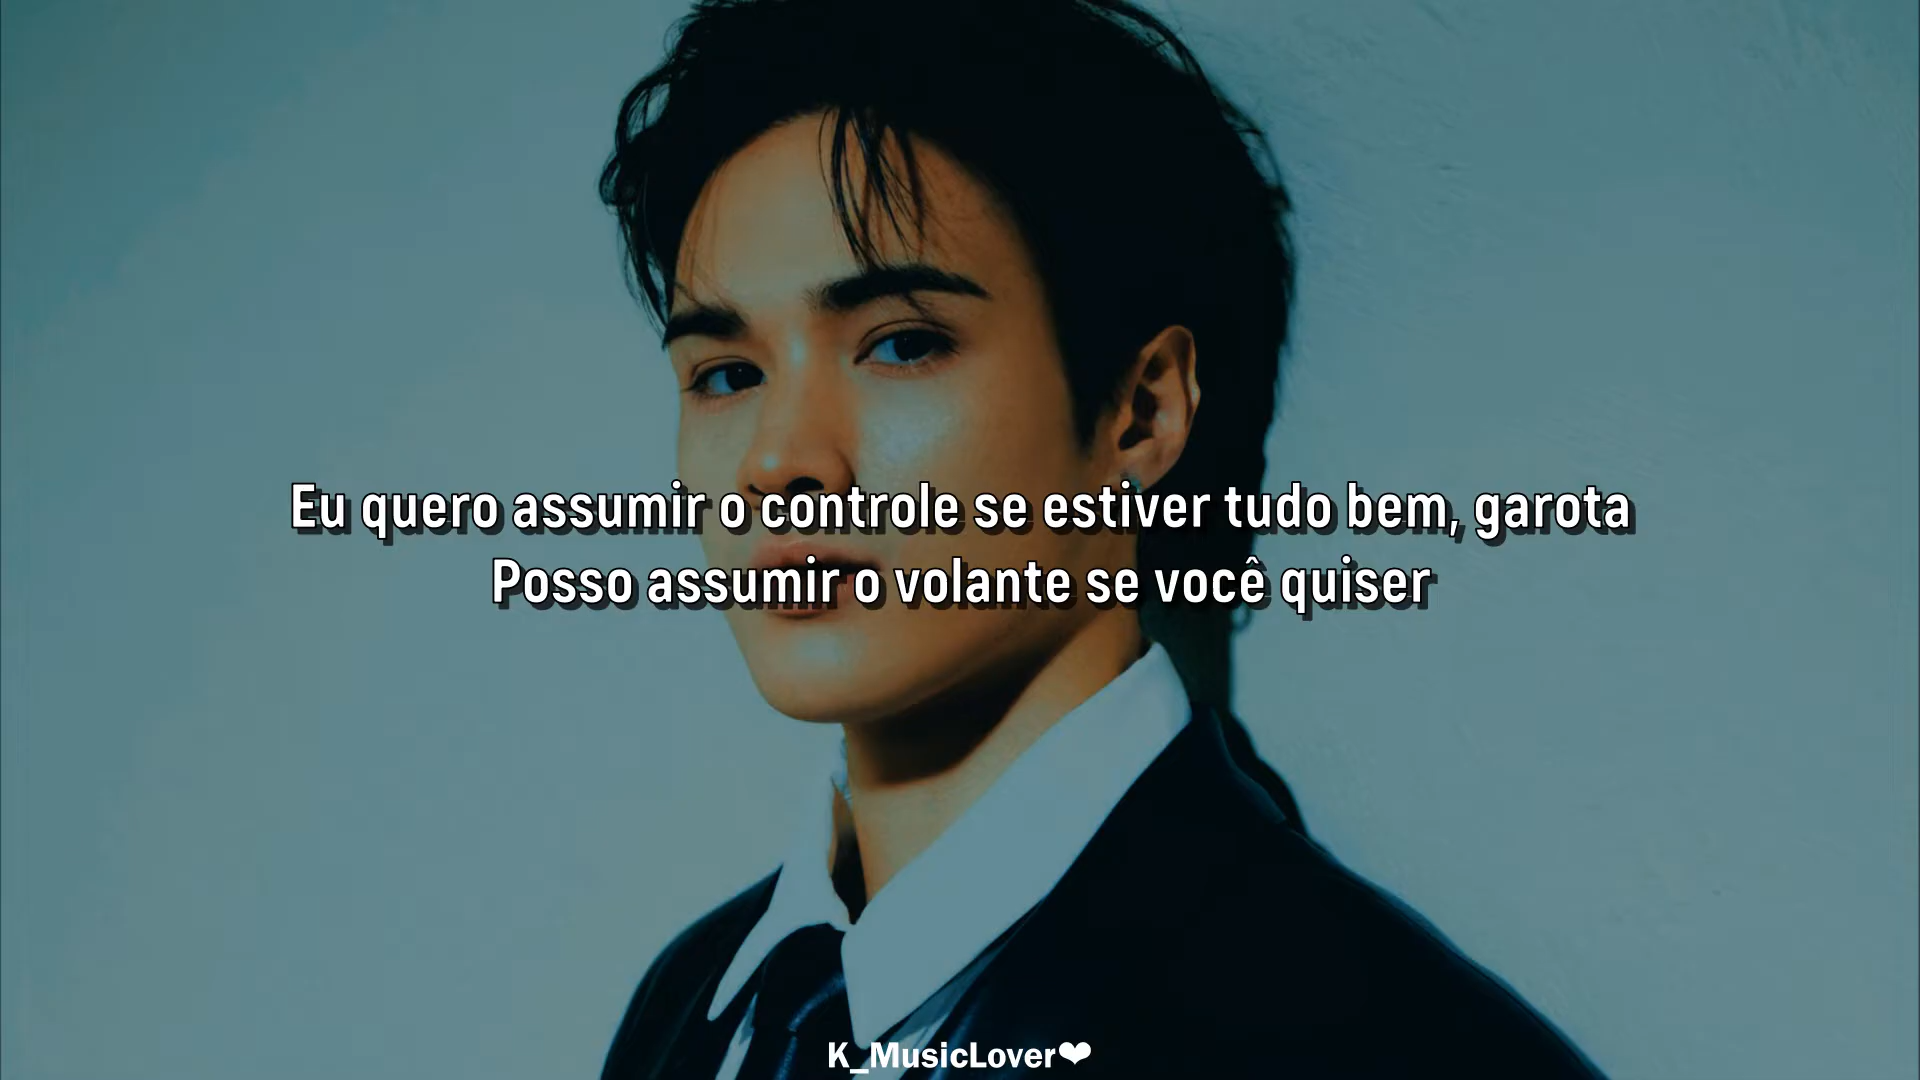 Eu quero assumir o controle se estiver tudo bem, garota
Posso assumir o volante se você quiser
K_MusicLover❤